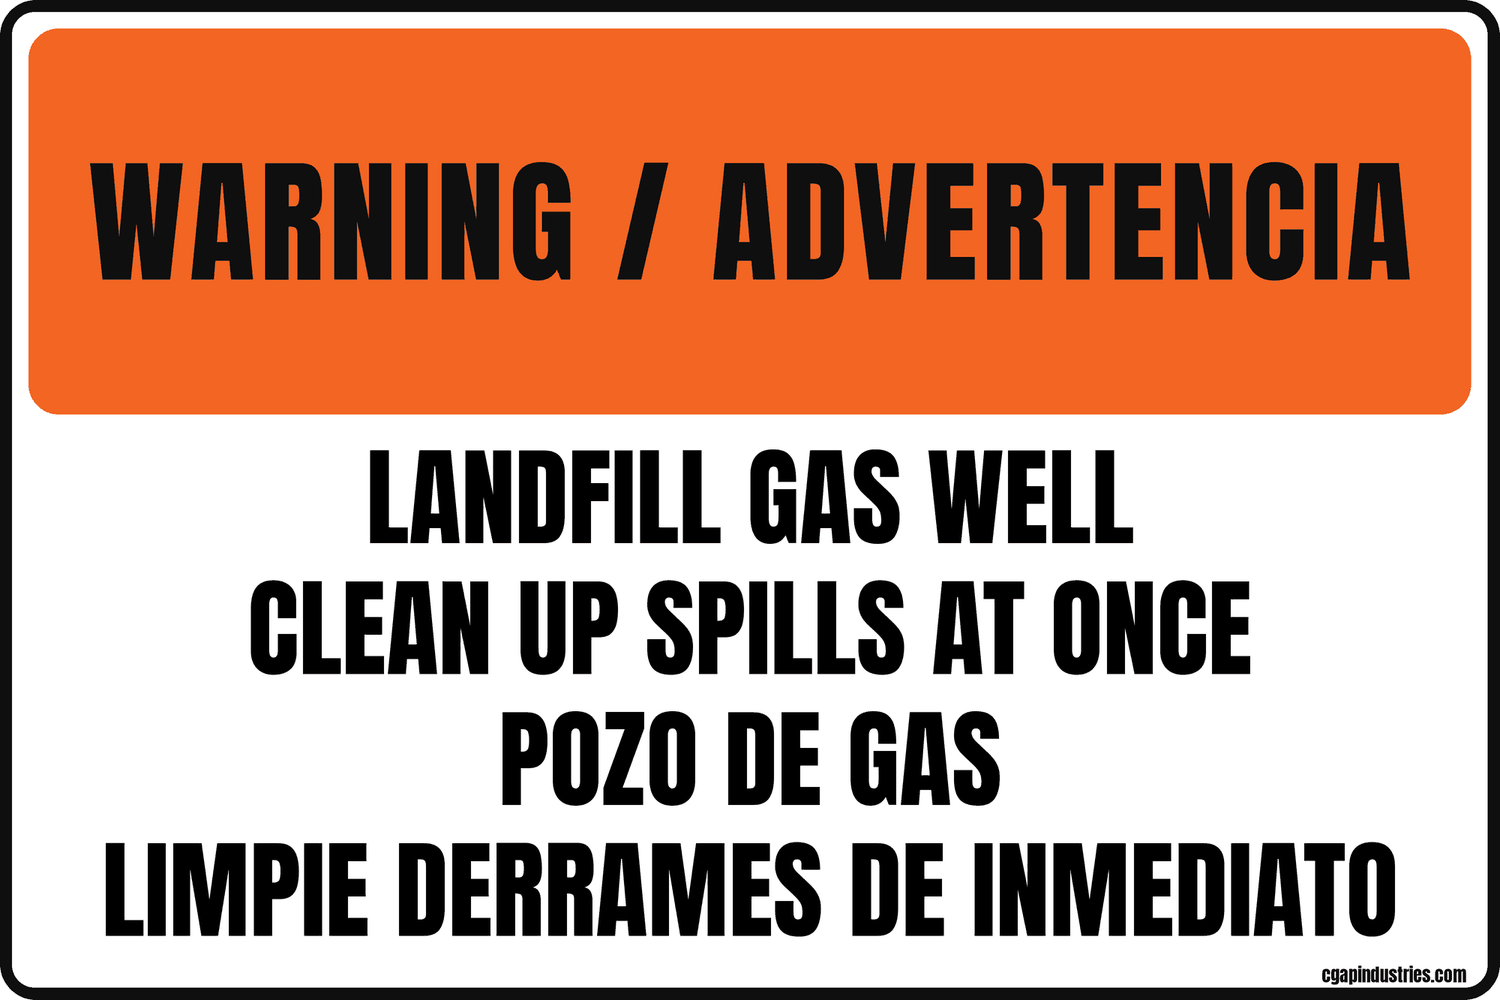 WARNING / ADVERTENCIA
LANDFILL GAS WELL
CLEAN UP SPILLS AT ONCE
POZO DE GAS
LIMPIE DERRAMES DE INMEDIATO
cgapindustries.com